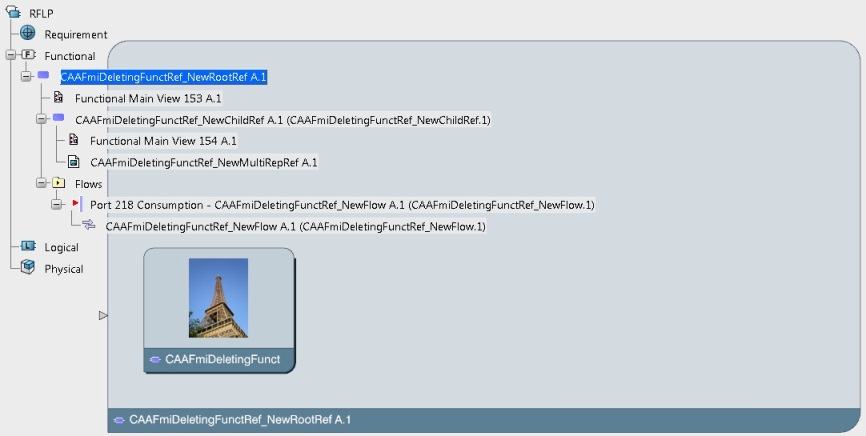 RFLP
Requirement
Functional
CAAFmiDeletingFunctRef_NewRootRef A.1
Functional Main View 153 A.1
CAAFmiDeletingFunctRef_NewChildRef A.1 (CAAFmiDeletingFunctRef_NewChildRef.1)
Functional Main View 154 A.1
CAAFmiDeletingFunctRef_NewMultiRepRef A.1
Flows
Port 218 Consumption - CAAFmiDeletingFunctRef_NewFlow A.1 (CAAFmiDeletingFunctRef_NewFlow.1)
CAAFmiDeletingFunctRef_NewFlow A.1 (CAAFmiDeletingFunctRef_NewFlow.1)
Logical
Physical
CAAFmiDeletingFunct
CAAFmiDeletingFunctRef_NewRootRef A.1